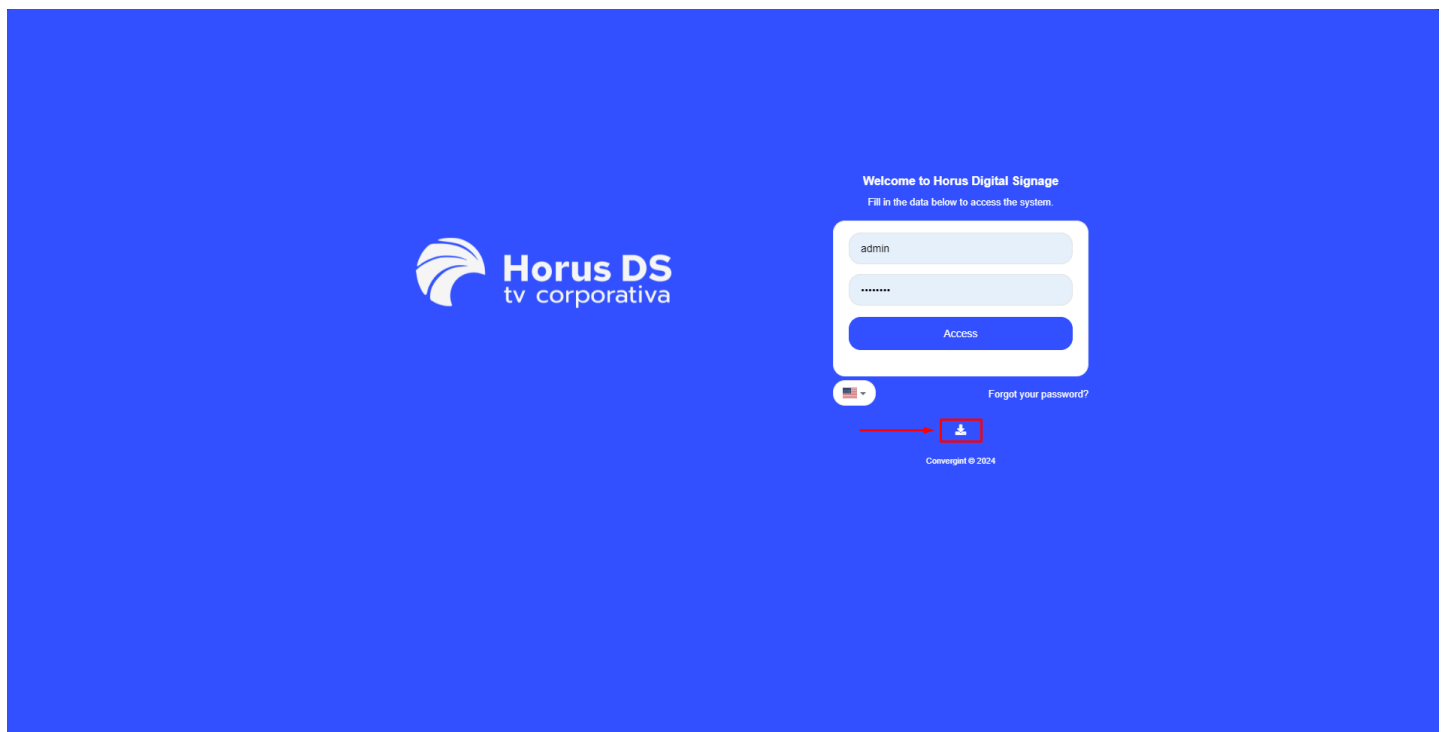 Welcome to Horus Digital Signage
Fill in the data below to access the system.
Horus DS
tv corporativa
admin
••••••••
Access
Forgot your password?
Convergint © 2024